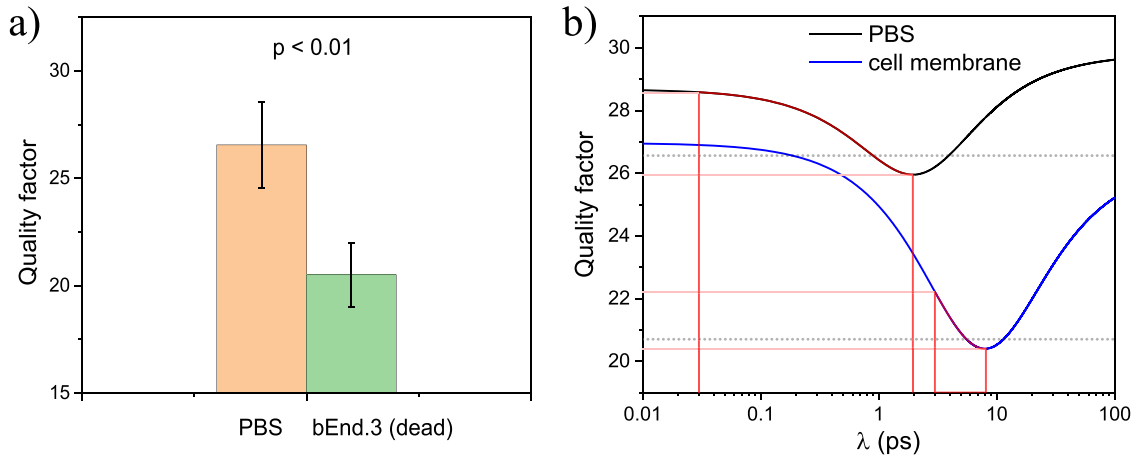 a)
p < 0.01
30
25
20
15
Quality factor
PBS
bEnd.3 (dead)
b)
PBS
cell membrane
30
28
26
24
22
20
Quality factor
0.01
0.1
1
10
100
λ (ps)